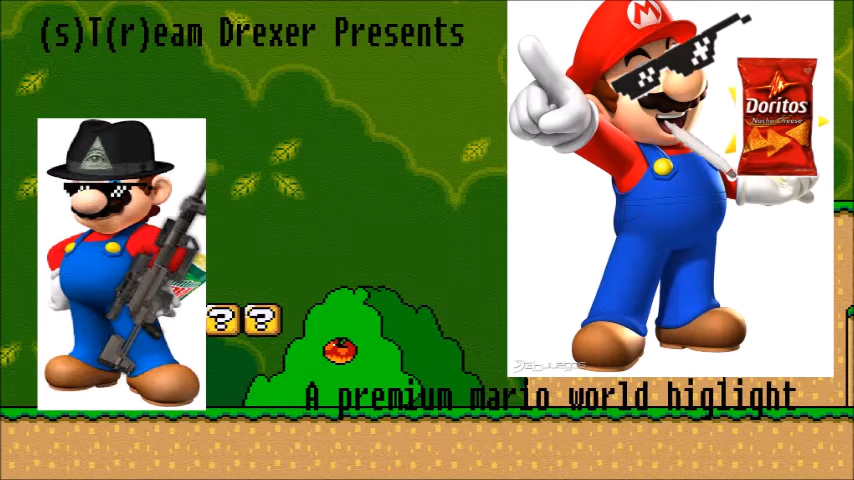 (s)T(r)eam Drexer Presents
M
Doritos
Nacho Cheese
? ?
A premium mario world higlight